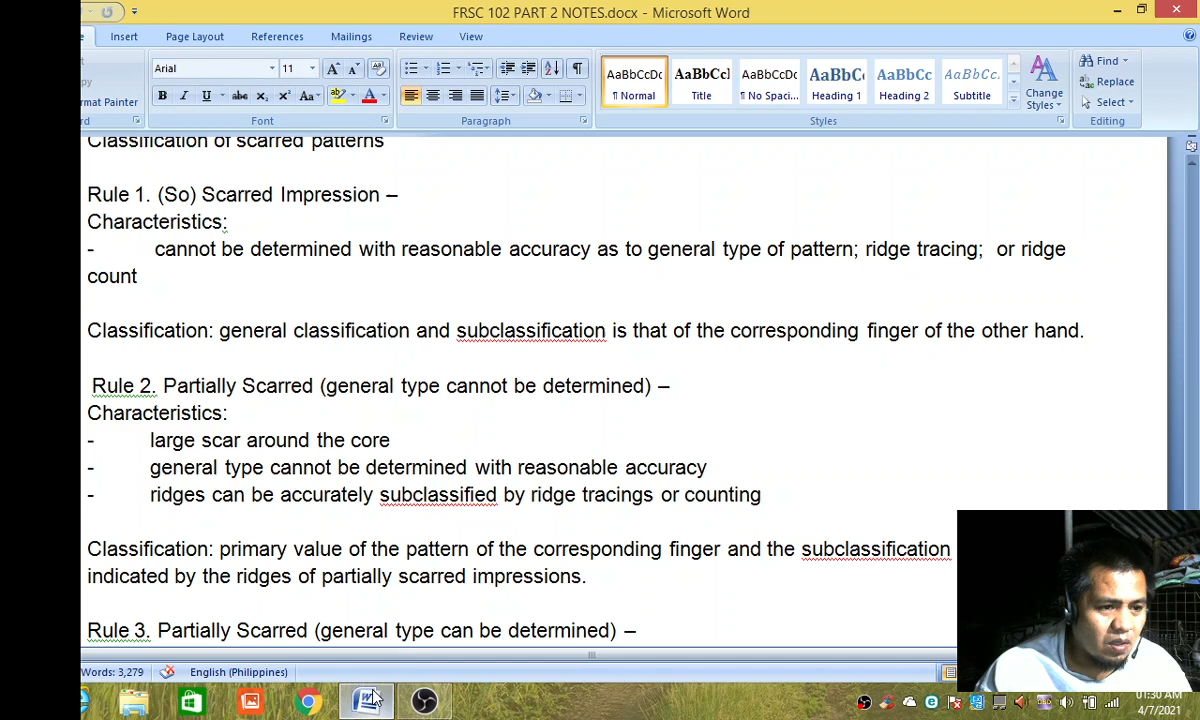 FRSC 102 PART 2 NOTES.docx - Microsoft Word
Insert Page Layout References Mailings Review View
Arial 11
AaBbCcDc AaBbCcl AaBbCcDc AaBbCc AaBbCc AaBbCc.
¶ Normal Title ¶ No Spaci... Heading 1 Heading 2 Subtitle
Change Styles
Find
Replace
Select
rmat Painter
Font Paragraph Styles Editing
Classification of scarred patterns
Rule 1. (So) Scarred Impression –
Characteristics:
- cannot be determined with reasonable accuracy as to general type of pattern; ridge tracing; or ridge
count
Classification: general classification and subclassification is that of the corresponding finger of the other hand.
Rule 2. Partially Scarred (general type cannot be determined) –
Characteristics:
- large scar around the core
- general type cannot be determined with reasonable accuracy
- ridges can be accurately subclassified by ridge tracings or counting
Classification: primary value of the pattern of the corresponding finger and the subclassification
indicated by the ridges of partially scarred impressions.
Rule 3. Partially Scarred (general type can be determined) –
Words: 3,279 English (Philippines)
01:30 AM
4/7/2021